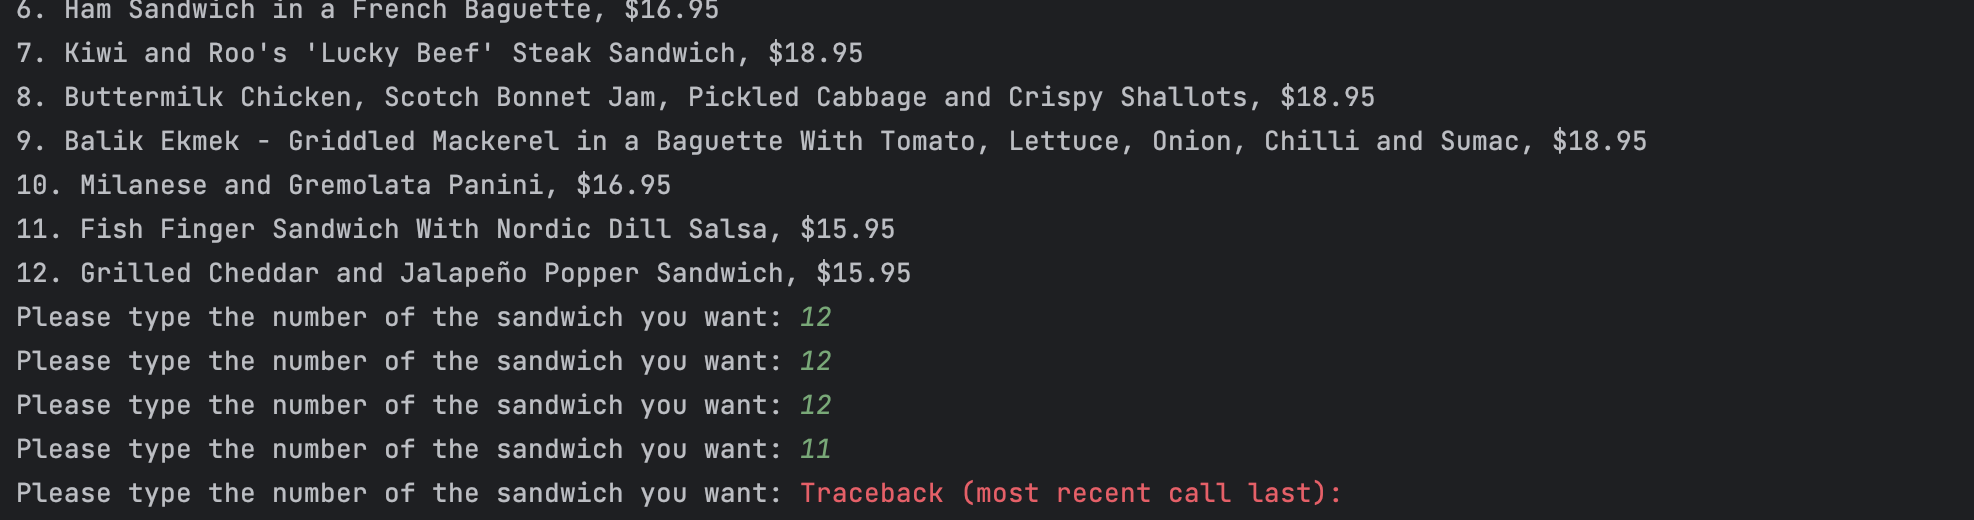 6. Ham Sandwich in a French Baguette, $16.95
7. Kiwi and Roo's 'Lucky Beef' Steak Sandwich, $18.95
8. Buttermilk Chicken, Scotch Bonnet Jam, Pickled Cabbage and Crispy Shallots, $18.95
9. Balik Ekmek - Griddled Mackerel in a Baguette With Tomato, Lettuce, Onion, Chilli and Sumac, $18.95
10. Milanese and Gremolata Panini, $16.95
11. Fish Finger Sandwich With Nordic Dill Salsa, $15.95
12. Grilled Cheddar and Jalapeño Popper Sandwich, $15.95
Please type the number of the sandwich you want: 12
Please type the number of the sandwich you want: 12
Please type the number of the sandwich you want: 12
Please type the number of the sandwich you want: 11
Please type the number of the sandwich you want: Traceback (most recent call last):